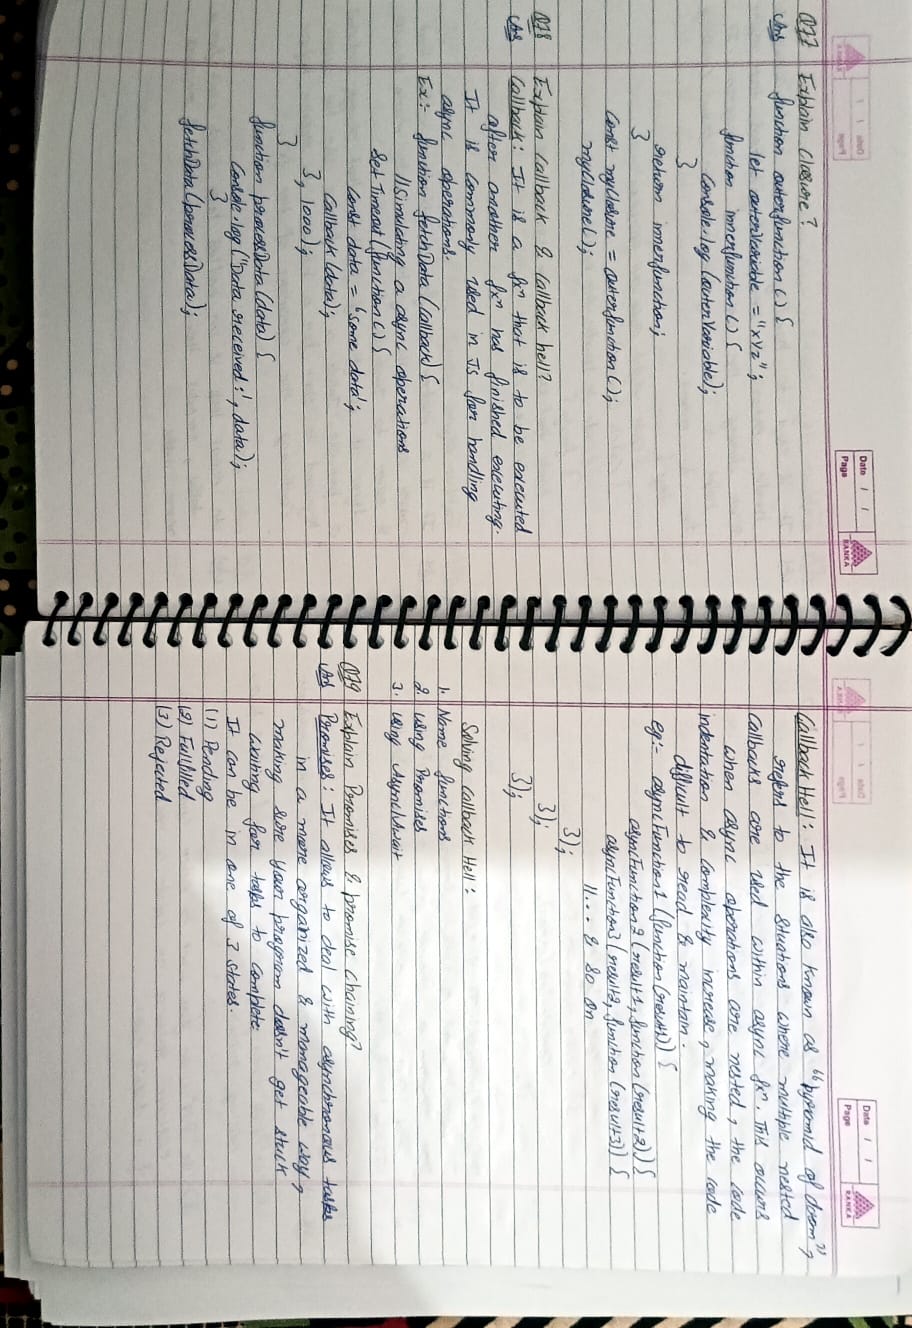 Date / /
Page
RANKA
Q77 Explain Closure?
Ans function outerfunction() {
let outerVariable = "xyz";
function innerfunction() {
console.log(outerVariable);
}
return innerfunction;
}
const myClosure = outerfunction();
myClosure();
Q78 Explain Callback & Callback hell?
Ans Callback: It is a fxn that is to be executed
after another fxn has finished executing.
It is commonly used in JS for handling
async operations.
Ex:- function fetchData(callback) {
//Simulating a async operations
setTimeout(function() {
const data = 'some data';
callback(data);
}, 1000);
}
function processData(data) {
console.log('Data received:', data);
}
fetchData(processData);
Date / /
Page
RANKA
Callback Hell: It is also known as "pyramid of doom",
refers to the situations where multiple nested
callbacks are used within async fxn. This occurs
when async operations are nested, the code
indentation & complexity increase, making the code
difficult to read & maintain.
eg:- asyncFunction1(function(result1)) {
asyncFunction2(result1, function(result2)) {
asyncFunction3(result2, function(result3)) {
//... & so on
});
});
});
Solving callback Hell:
1. Name functions
2. Using Promises
3. Using Async/Await
Q79 Explain Promises & promise chaining?
Ans Promises: It allows to deal with asynchronous tasks
in a more organized & manageable way,
making sure your program doesn't get stuck
waiting for tasks to complete.
It can be in one of 3 states.
(1) Pending
(2) Fullfilled
(3) Rejected